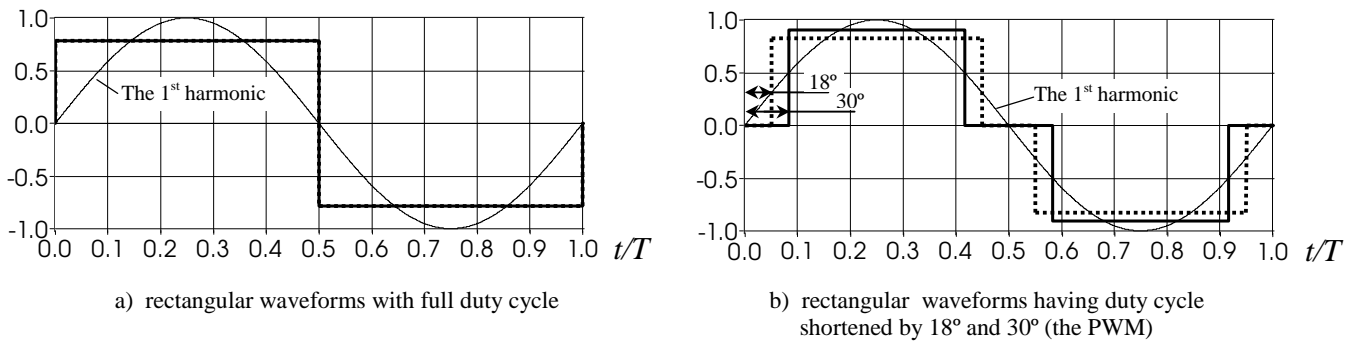 1.0
0.5
0.0
-0.5
-1.0
The 1st harmonic
0.0 0.1 0.2 0.3 0.4 0.5 0.6 0.7 0.8 0.9 1.0 t/T
a) rectangular waveforms with full duty cycle
1.0
0.5
0.0
-0.5
-1.0
18º
30º
The 1st harmonic
0.0 0.1 0.2 0.3 0.4 0.5 0.6 0.7 0.8 0.9 1.0 t/T
b) rectangular waveforms having duty cycle
shortened by 18º and 30º (the PWM)